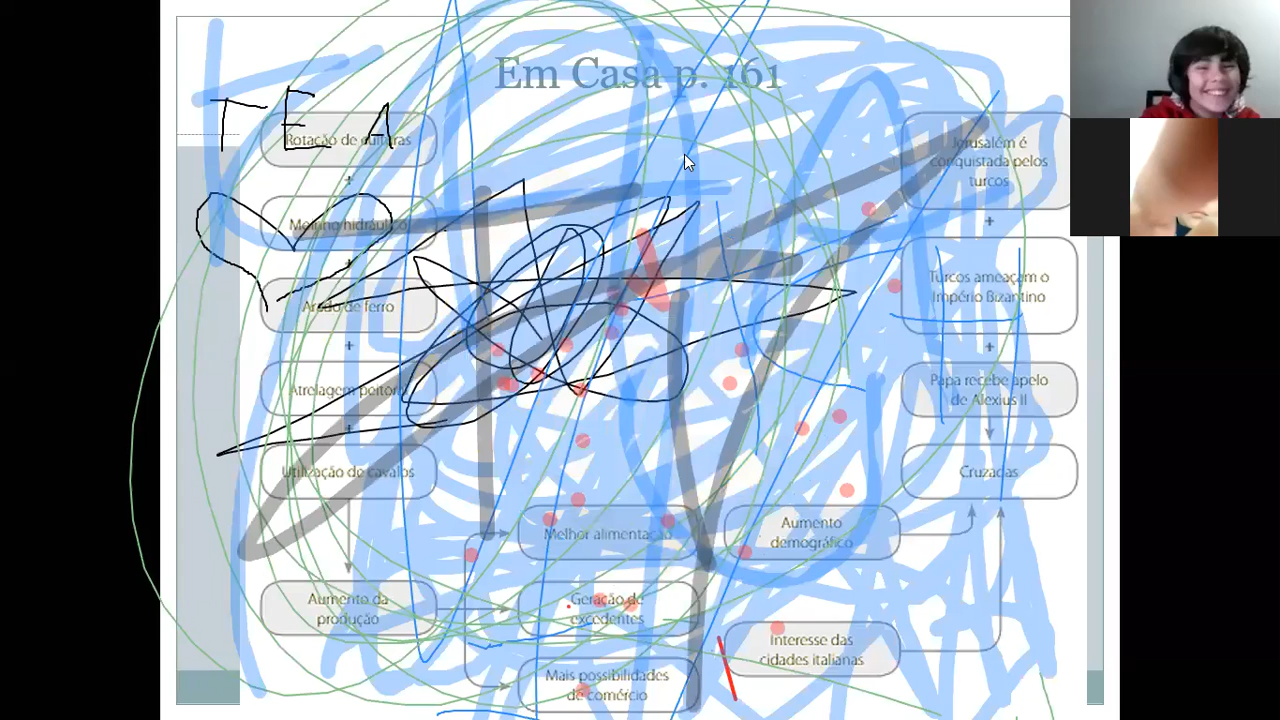 Em Casa p. 161
TEA
Rotação de culturas
+
Moinho hidráulico
+
Arado de ferro
+
Atrelagem peitoral
+
Utilização de cavalos
Aumento da
produção
Melhor alimentação
Geração de
excedentes
Mais possibilidades
de comércio
Aumento
demográfico
Interesse das
cidades italianas
Jerusalém é
conquistada pelos
turcos
+
Turcos ameaçam o
Império Bizantino
+
Papa recebe apelo
de Alexius II
Cruzadas